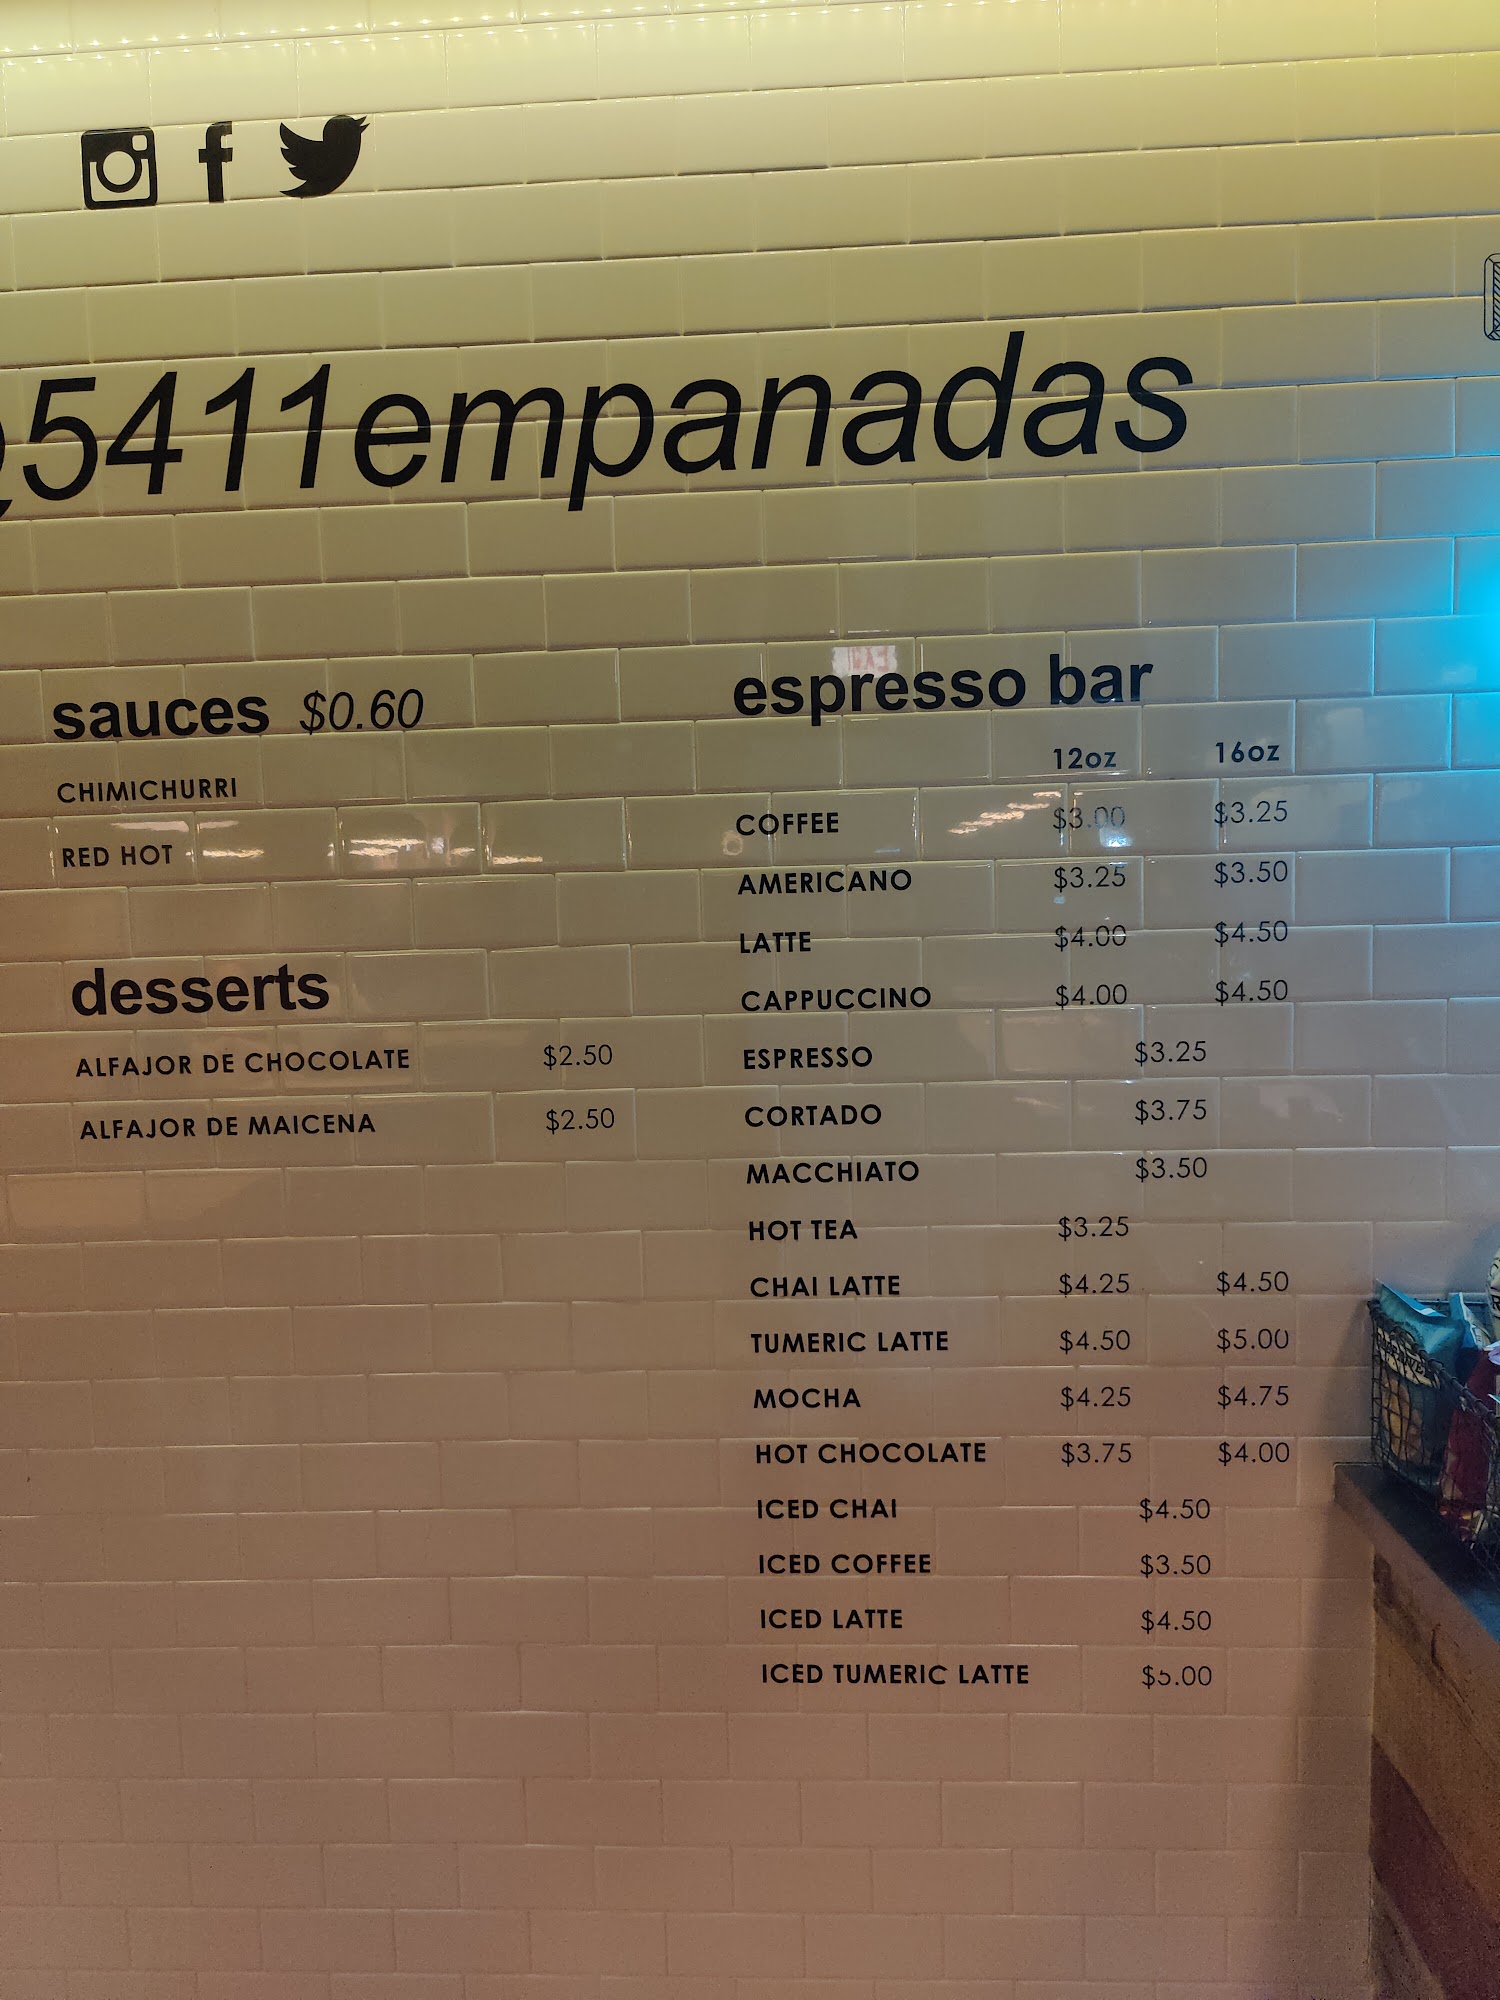 @5411empanadas
sauces $0.60
CHIMICHURRI
RED HOT
desserts
ALFAJOR DE CHOCOLATE $2.50
ALFAJOR DE MAICENA $2.50
espresso bar
12oz 16oz
COFFEE $3.00 $3.25
AMERICANO $3.25 $3.50
LATTE $4.00 $4.50
CAPPUCCINO $4.00 $4.50
ESPRESSO $3.25
CORTADO $3.75
MACCHIATO $3.50
HOT TEA $3.25
CHAI LATTE $4.25 $4.50
TUMERIC LATTE $4.50 $5.00
MOCHA $4.25 $4.75
HOT CHOCOLATE $3.75 $4.00
ICED CHAI $4.50
ICED COFFEE $3.50
ICED LATTE $4.50
ICED TUMERIC LATTE $5.00